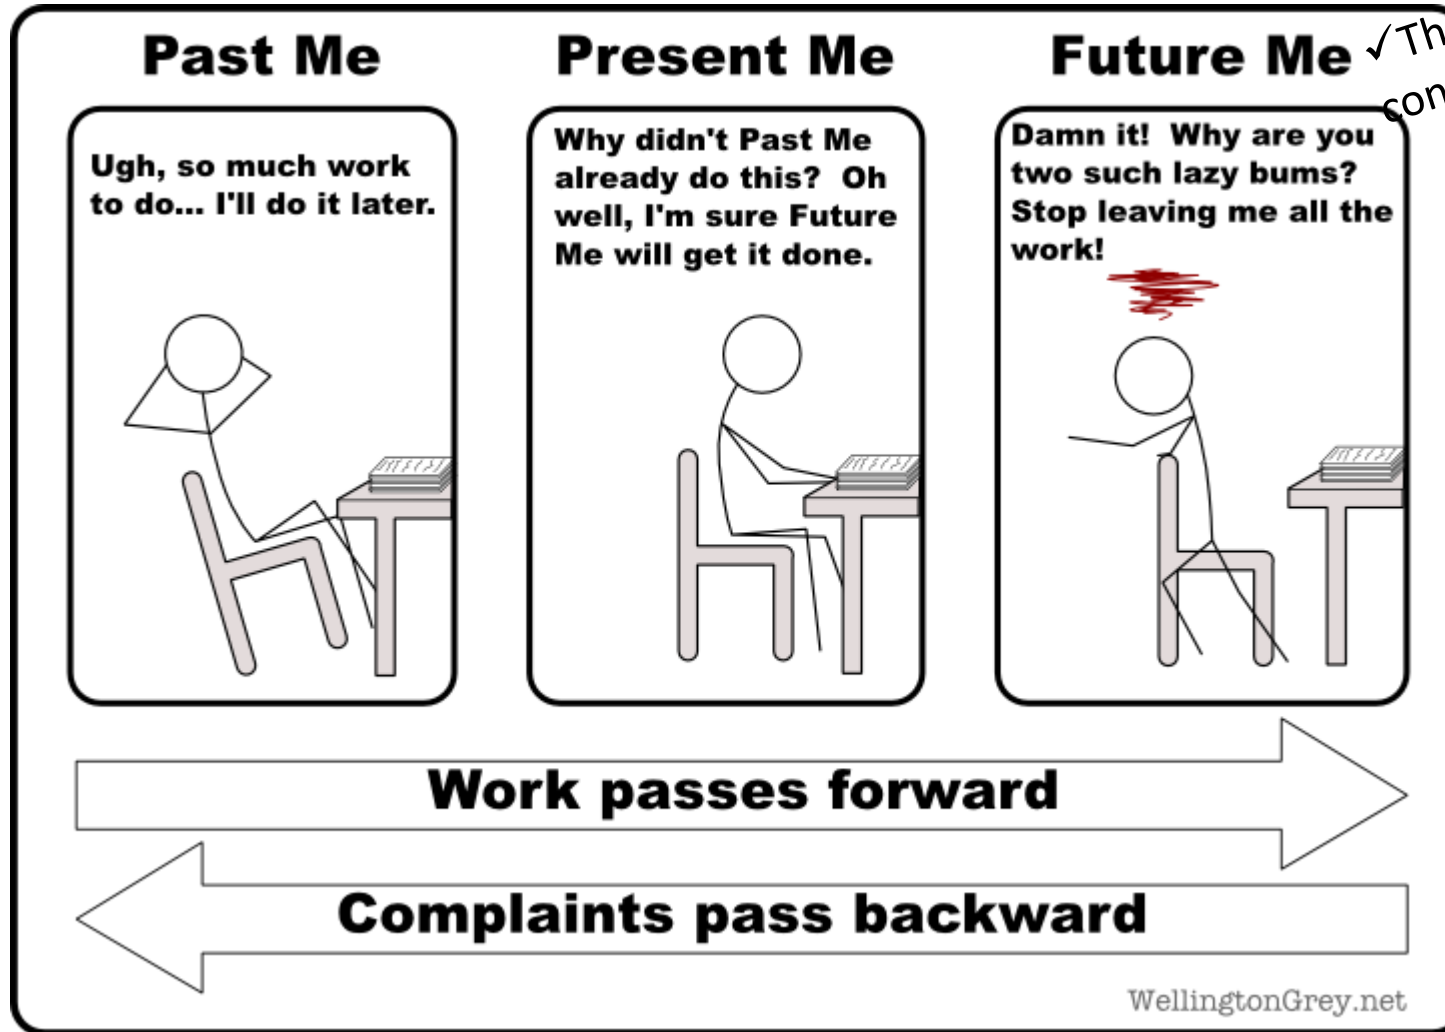 Past Me
Present Me
Future Me
Ugh, so much work
to do... I'll do it later.
Why didn't Past Me
already do this? Oh
well, I'm sure Future
Me will get it done.
Damn it! Why are you
two such lazy bums?
Stop leaving me all the
work!
Work passes forward
Complaints pass backward
WellingtonGrey.net